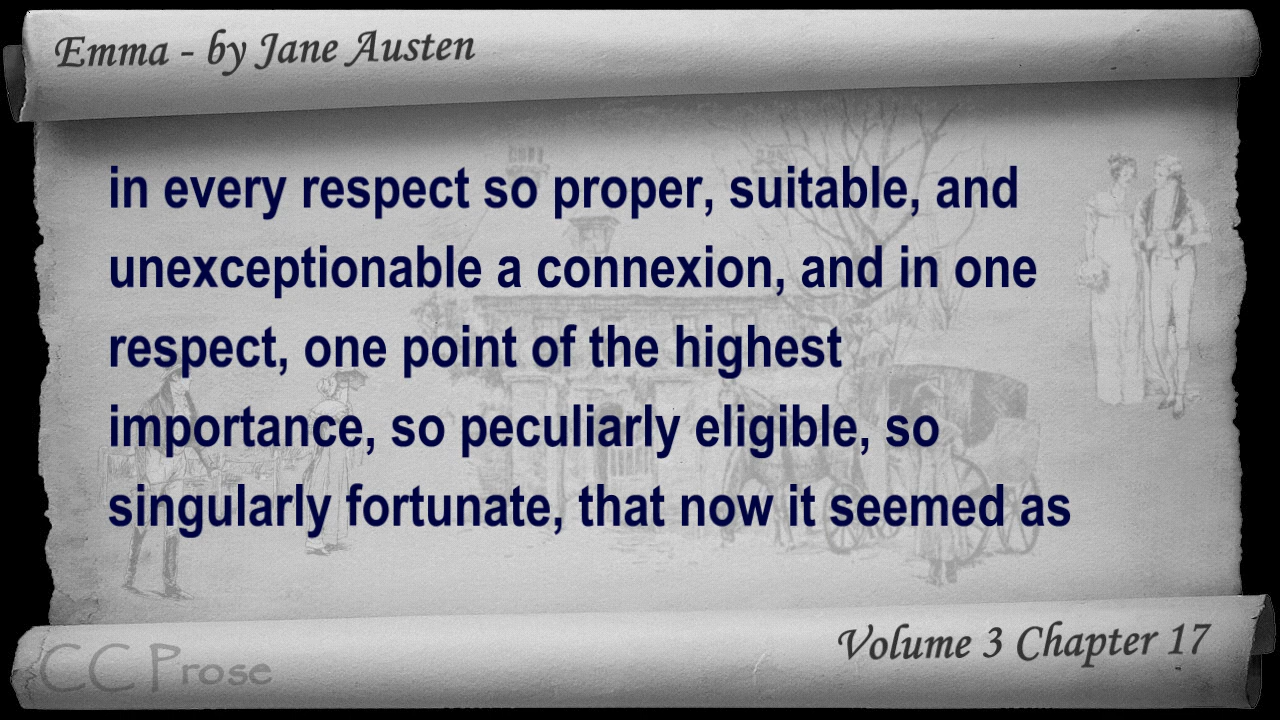 Emma - by Jane Austen
in every respect so proper, suitable, and
unexceptionable a connexion, and in one
respect, one point of the highest
importance, so peculiarly eligible, so
singularly fortunate, that now it seemed as
Volume 3 Chapter 17
CC Prose